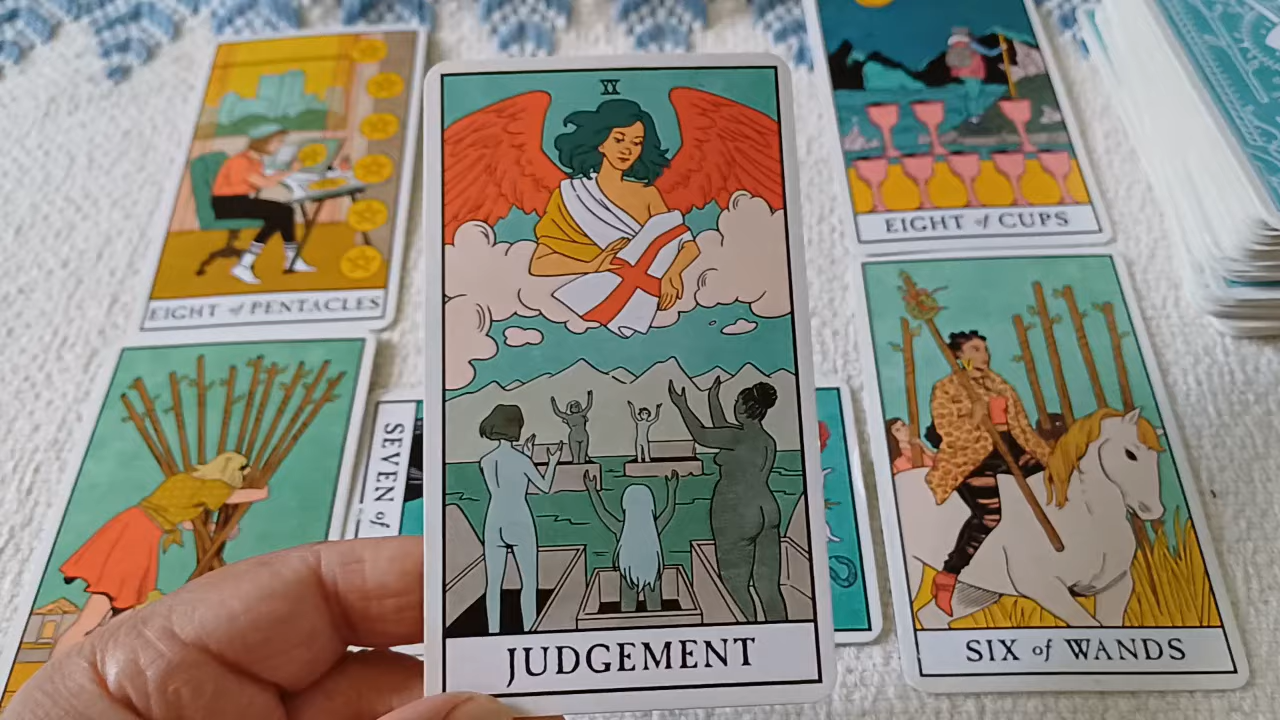 XX
JUDGEMENT
EIGHT of PENTACLES
EIGHT of CUPS
SEVEN of
SIX of WANDS